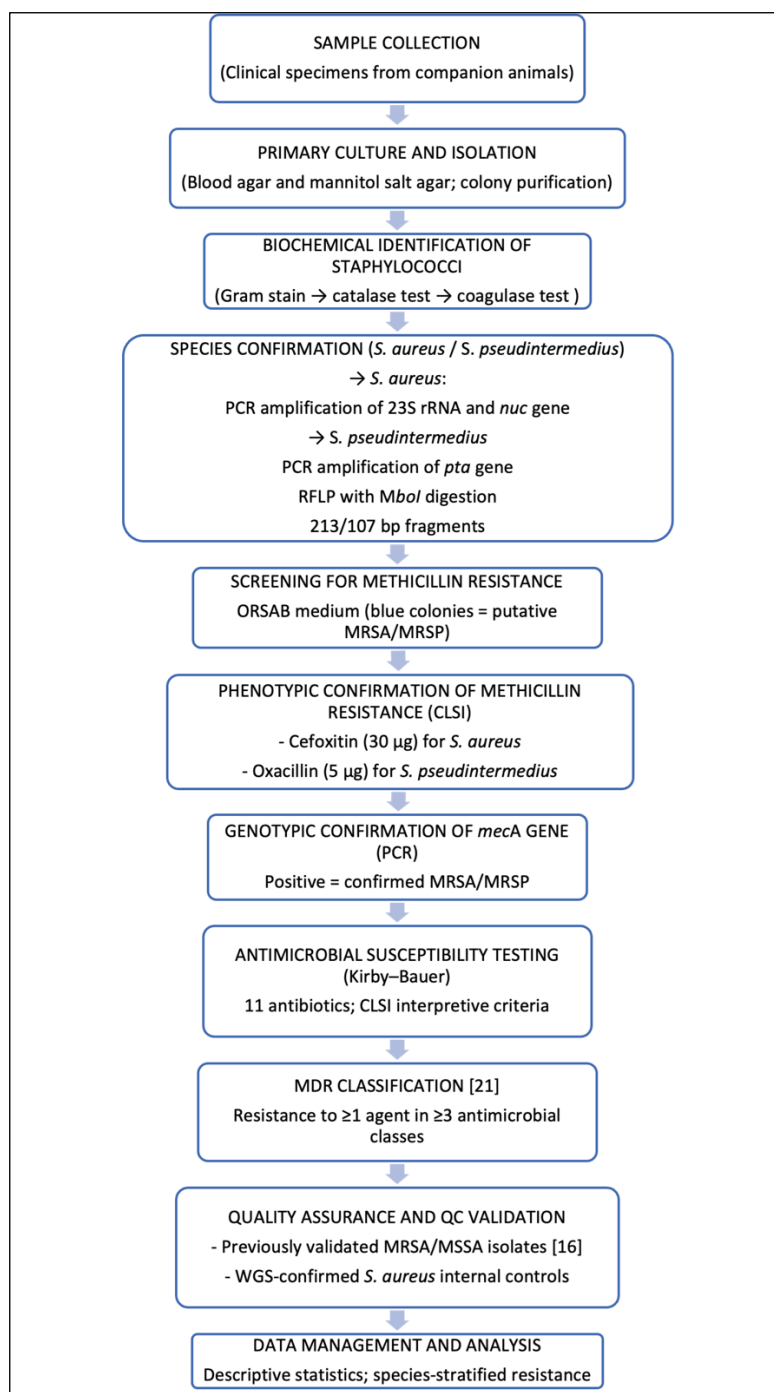 SAMPLE COLLECTION
(Clinical specimens from companion animals)
PRIMARY CULTURE AND ISOLATION
(Blood agar and mannitol salt agar; colony purification)
BIOCHEMICAL IDENTIFICATION OF
STAPHYLOCOCCI
(Gram stain → catalase test → coagulase test )
SPECIES CONFIRMATION (S. aureus / S. pseudintermedius)
→ S. aureus:
PCR amplification of 23S rRNA and nuc gene
→ S. pseudintermedius
PCR amplification of pta gene
RFLP with MboI digestion
213/107 bp fragments
SCREENING FOR METHICILLIN RESISTANCE
ORSAB medium (blue colonies = putative
MRSA/MRSP)
PHENOTYPIC CONFIRMATION OF METHICILLIN
RESISTANCE (CLSI)
- Cefoxitin (30 µg) for S. aureus
- Oxacillin (5 µg) for S. pseudintermedius
GENOTYPIC CONFIRMATION OF mecA GENE
(PCR)
Positive = confirmed MRSA/MRSP
ANTIMICROBIAL SUSCEPTIBILITY TESTING
(Kirby–Bauer)
11 antibiotics; CLSI interpretive criteria
MDR CLASSIFICATION [21]
Resistance to ≥1 agent in ≥3 antimicrobial
classes
QUALITY ASSURANCE AND QC VALIDATION
- Previously validated MRSA/MSSA isolates [16]
- WGS-confirmed S. aureus internal controls
DATA MANAGEMENT AND ANALYSIS
Descriptive statistics; species-stratified resistance